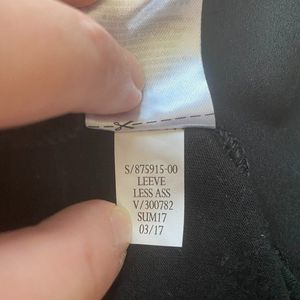 S/875915-00
LEEVE
LESS ASS
V/300782
SUM17
03/17